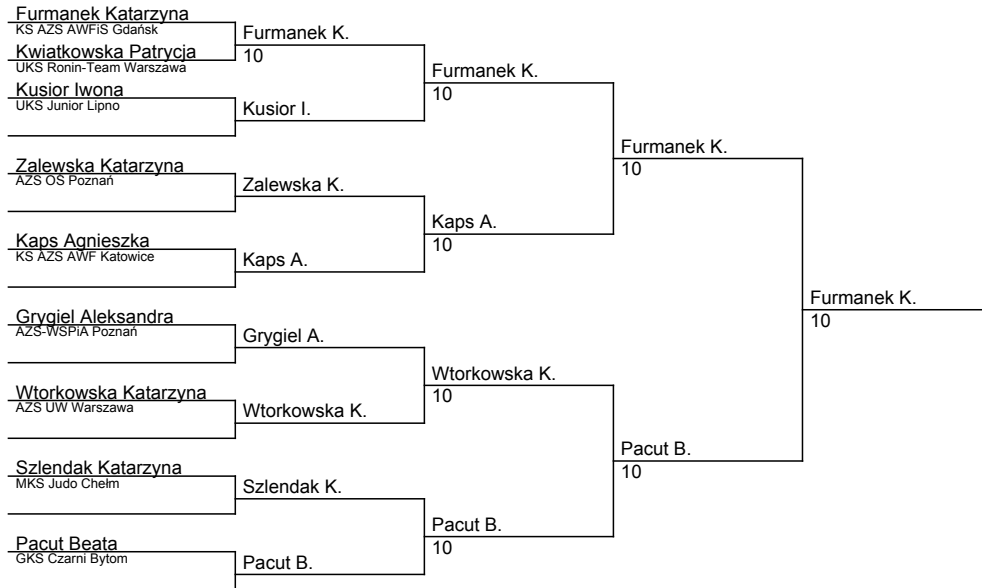 Furmanek Katarzyna
KS AZS AWFiS Gdańsk
Furmanek K.
10
Kwiatkowska Patrycja
UKS Ronin-Team Warszawa
Furmanek K.
10
Kusior Iwona
UKS Junior Lipno
Kusior I.
Furmanek K.
10
Zalewska Katarzyna
AZS OŚ Poznań
Zalewska K.
Kaps A.
10
Kaps Agnieszka
KS AZS AWF Katowice
Kaps A.
Furmanek K.
10
Grygiel Aleksandra
AZS-WSPiA Poznań
Grygiel A.
Wtorkowska K.
10
Wtorkowska Katarzyna
AZS UW Warszawa
Wtorkowska K.
Pacut B.
10
Szlendak Katarzyna
MKS Judo Chełm
Szlendak K.
Pacut B.
10
Pacut Beata
GKS Czarni Bytom
Pacut B.